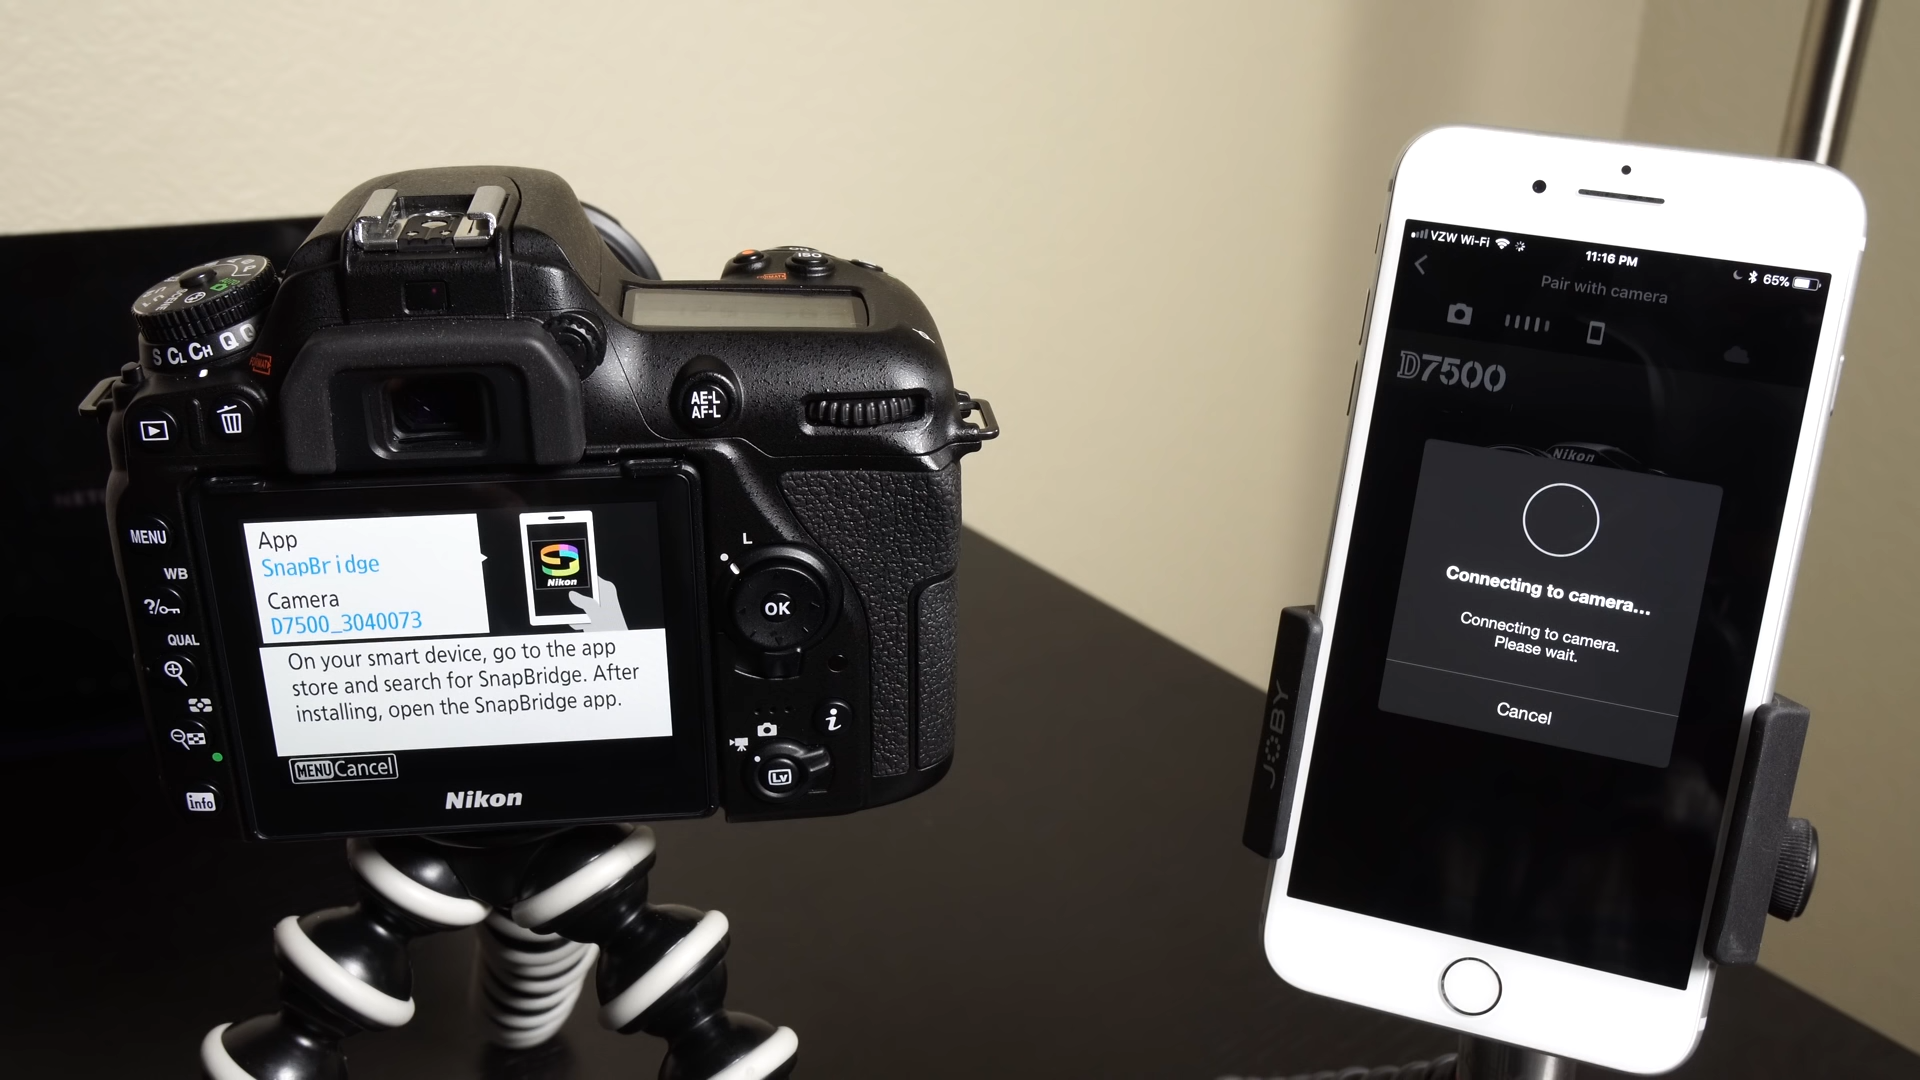 ISO
FORMAT
S CL CH Q
FORMAT
AE-L
AF-L
MENU
WB
?
QUAL
info
App
SnapBridge
Camera
D7500_3040073
Nikon
On your smart device, go to the app
store and search for SnapBridge. After
installing, open the SnapBridge app.
MENU Cancel
Nikon
L
OK
i
Lv
VZW Wi-Fi
11:16 PM
65%
Pair with camera
D7500
Nikon
Connecting to camera...
Connecting to camera.
Please wait.
Cancel
JOBY